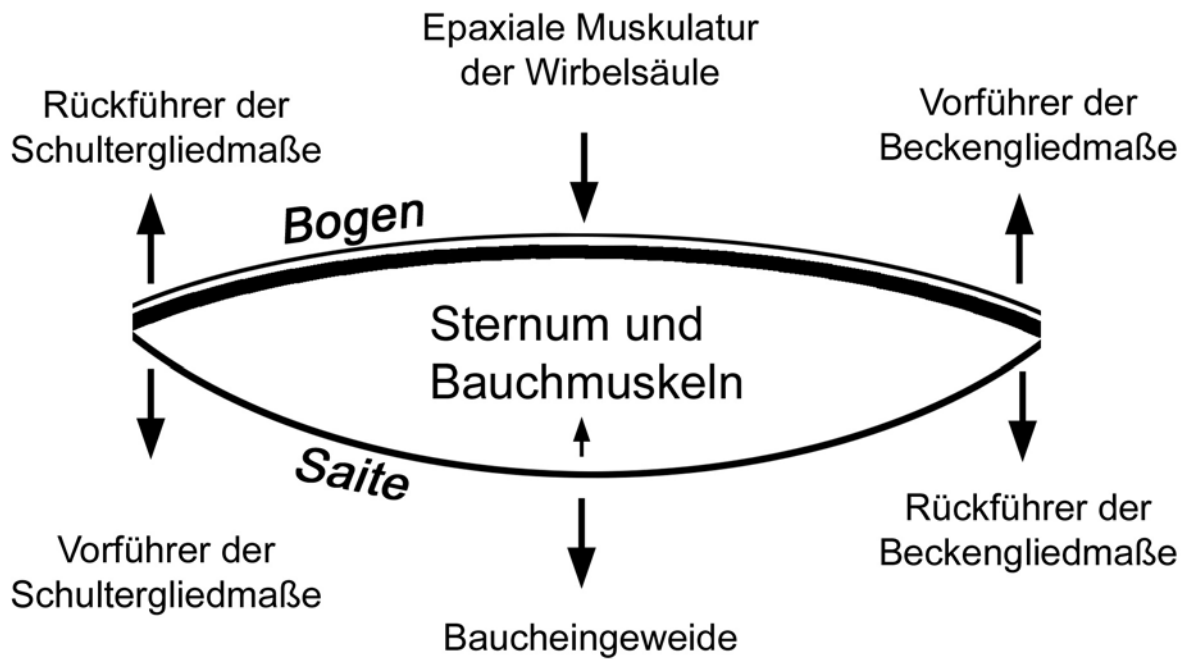 Epaxiale Muskulatur
der Wirbelsäule
Rückführer der
Schultergliedmaße
Vorführer der
Beckengliedmaße
Bogen
Sternum und
Bauchmuskeln
Saite
Vorführer der
Schultergliedmaße
Rückführer der
Beckengliedmaße
Baucheingeweide